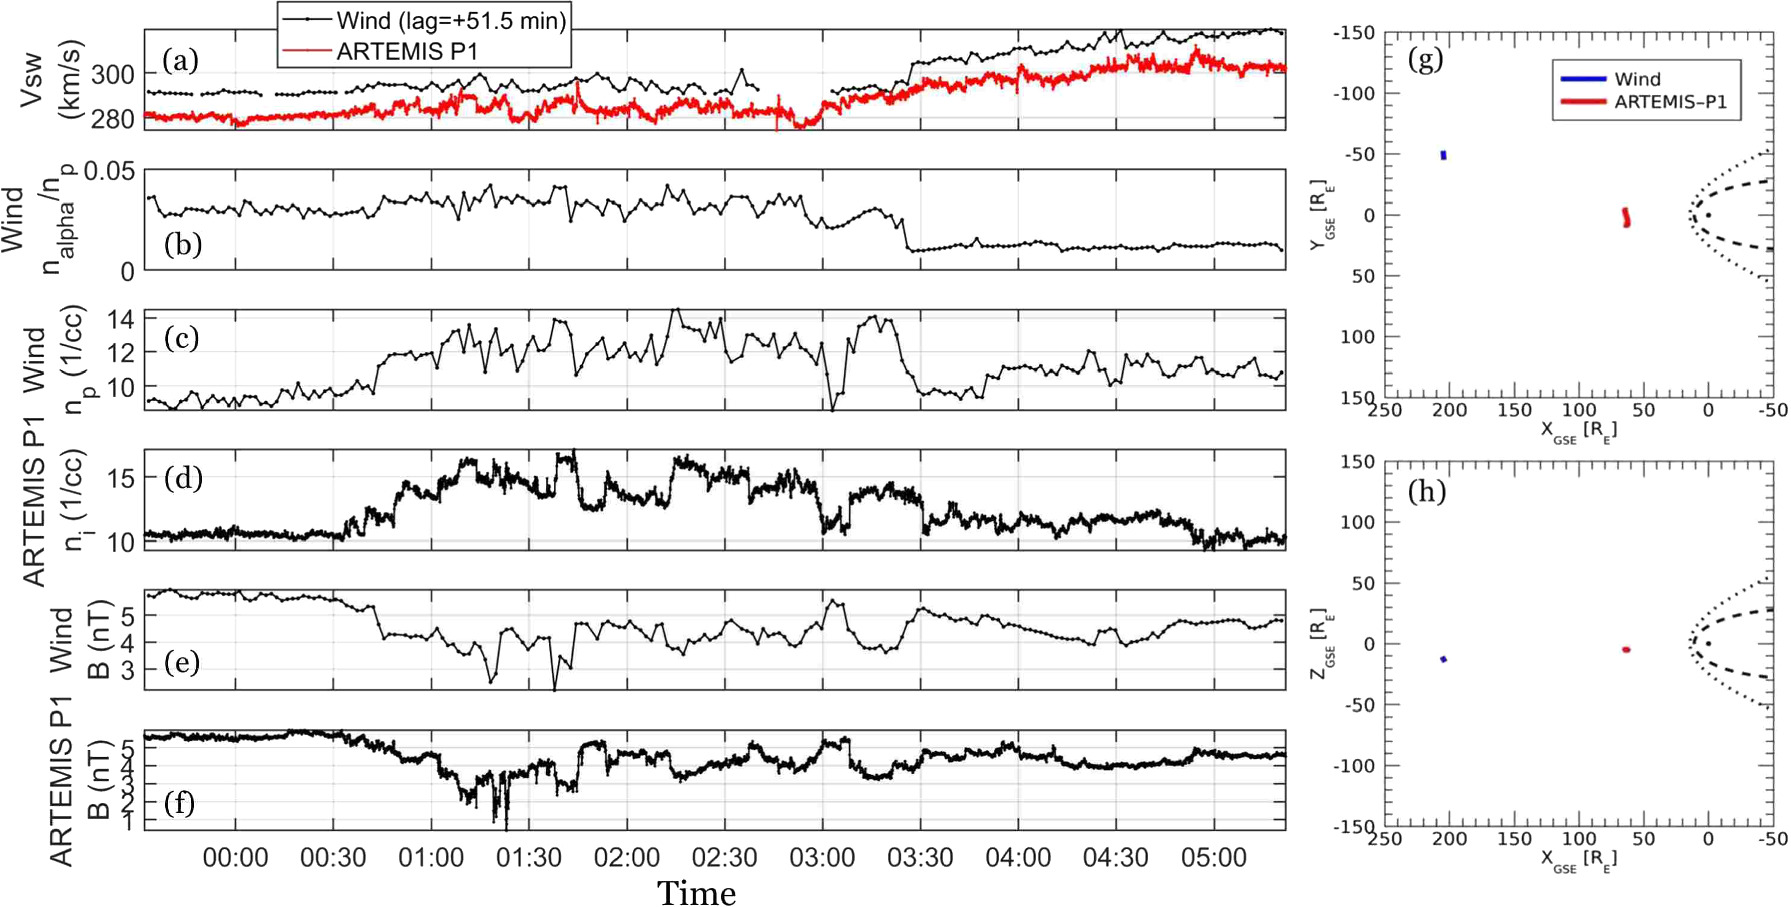 Wind (lag=+51.5 min)
ARTEMIS P1
(a)
Vsw
(km/s)
300
280
Wind
n_alpha/n_p
0.05
0
(b)
Wind
n_p (1/cc)
14
12
10
(c)
ARTEMIS P1
n_i (1/cc)
15
10
(d)
Wind
B (nT)
5
4
3
(e)
ARTEMIS P1
B (nT)
5
4
3
2
1
(f)
00:00 00:30 01:00 01:30 02:00 02:30 03:00 03:30 04:00 04:30 05:00
Time
(g)
Wind
ARTEMIS-P1
Y_GSE [R_E]
-150
-100
-50
0
50
100
150
250 200 150 100 50 0 -50
X_GSE [R_E]
(h)
Z_GSE [R_E]
150
100
50
0
-50
-100
-150
250 200 150 100 50 0 -50
X_GSE [R_E]